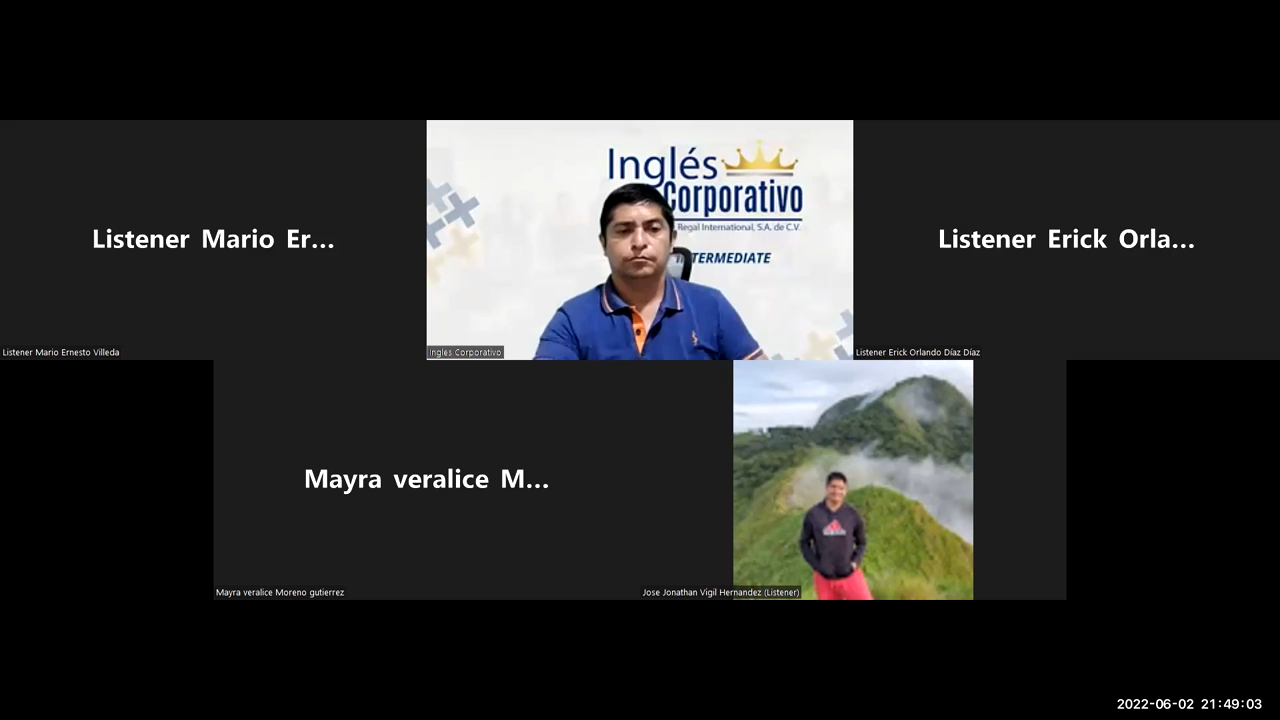 Listener Mario Er...
Listener Mario Ernesto Villeda
Inglés
Corporativo
Regal International, S.A. de C.V.
INTERMEDIATE
Inglés Corporativo
Listener Erick Orla...
Listener Erick Orlando Díaz Díaz
Mayra veralice M...
Mayra veralice Moreno gutierrez
Jose Jonathan Vigil Hernandez (Listener)
2022-06-02 21:49:03